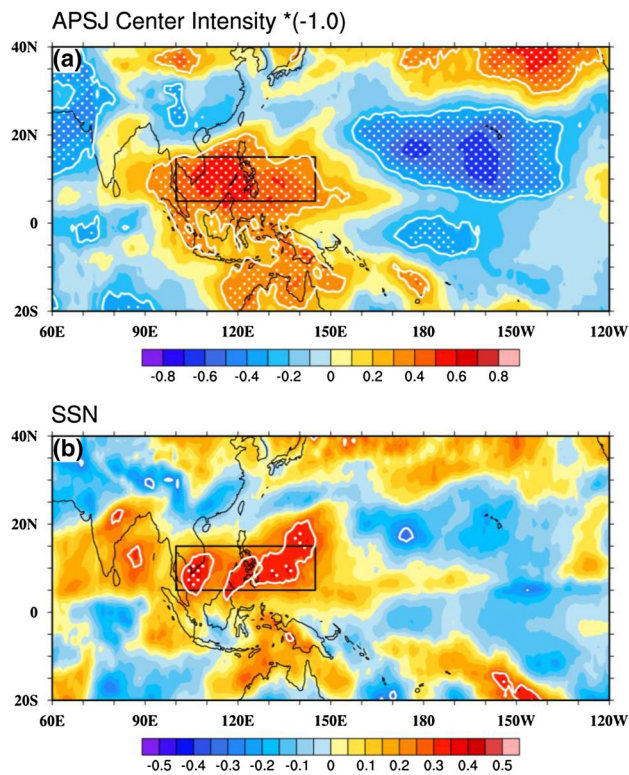 APSJ Center Intensity *(-1.0)
(a)
40N
20N
0
20S
60E 90E 120E 150E 180 150W 120W
-0.8 -0.6 -0.4 -0.2 0 0.2 0.4 0.6 0.8
SSN
(b)
40N
20N
0
20S
60E 90E 120E 150E 180 150W 120W
-0.5 -0.4 -0.3 -0.2 -0.1 0 0.1 0.2 0.3 0.4 0.5